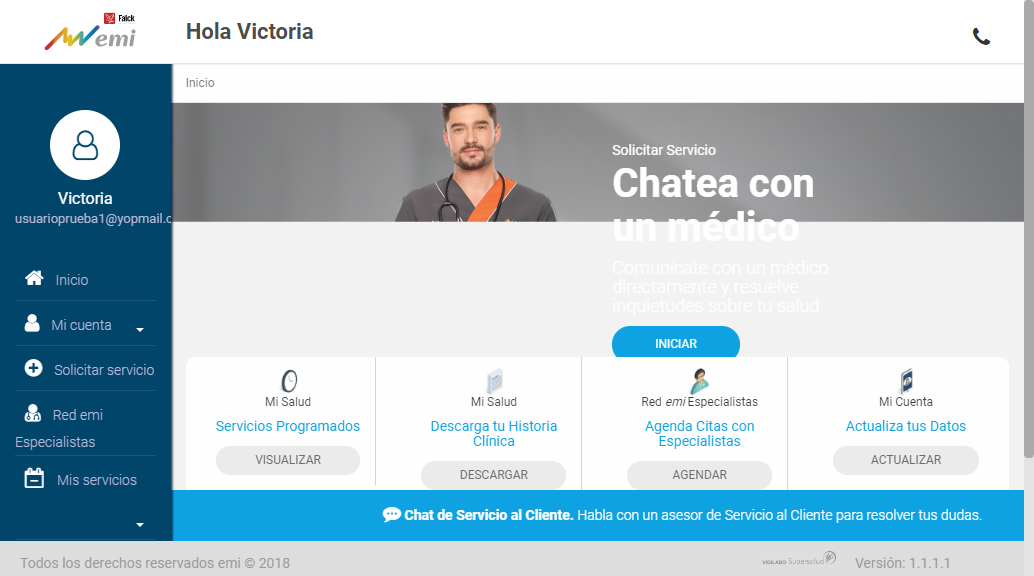 Falck
emi
Hola Victoria
Inicio
Victoria
usuarioprueba1@yopmail.c
Inicio
Mi cuenta
Solicitar servicio
Red emi
Especialistas
Mis servicios
Solicitar Servicio
Chatea con
un médico
Comunícate con un médico
directamente y resuelve
inquietudes sobre tu salud
INICIAR
Mi Salud
Servicios Programados
VISUALIZAR
Mi Salud
Descarga tu Historia
Clínica
DESCARGAR
Red emi Especialistas
Agenda Citas con
Especialistas
AGENDAR
Mi Cuenta
Actualiza tus Datos
ACTUALIZAR
Chat de Servicio al Cliente. Habla con un asesor de Servicio al Cliente para resolver tus dudas.
Todos los derechos reservados emi © 2018
VIGILADO Supersalud
Versión: 1.1.1.1